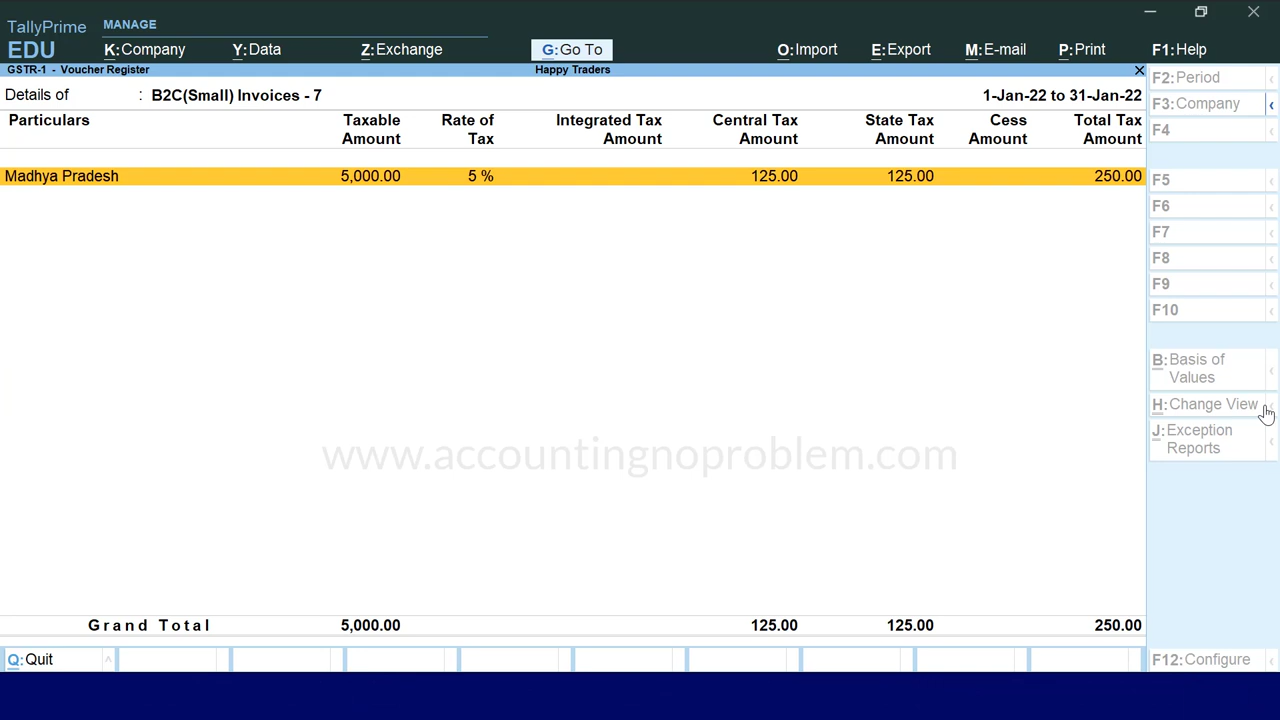 TallyPrime MANAGE
EDU K:Company Y:Data Z:Exchange G:Go To O:Import E:Export M:E-mail P:Print F1:Help
GSTR-1 - Voucher Register Happy Traders
Details of : B2C(Small) Invoices - 7 1-Jan-22 to 31-Jan-22
Particulars Taxable Rate of Integrated Tax Central Tax State Tax Cess Total Tax
Amount Tax Amount Amount Amount Amount Amount
Madhya Pradesh 5,000.00 5 % 125.00 125.00 250.00
www.accountingnoproblem.com
Grand Total 5,000.00 125.00 125.00 250.00
Q:Quit
F2:Period
F3:Company
F4
F5
F6
F7
F8
F9
F10
B:Basis of
Values
H:Change View
J:Exception
Reports
F12:Configure